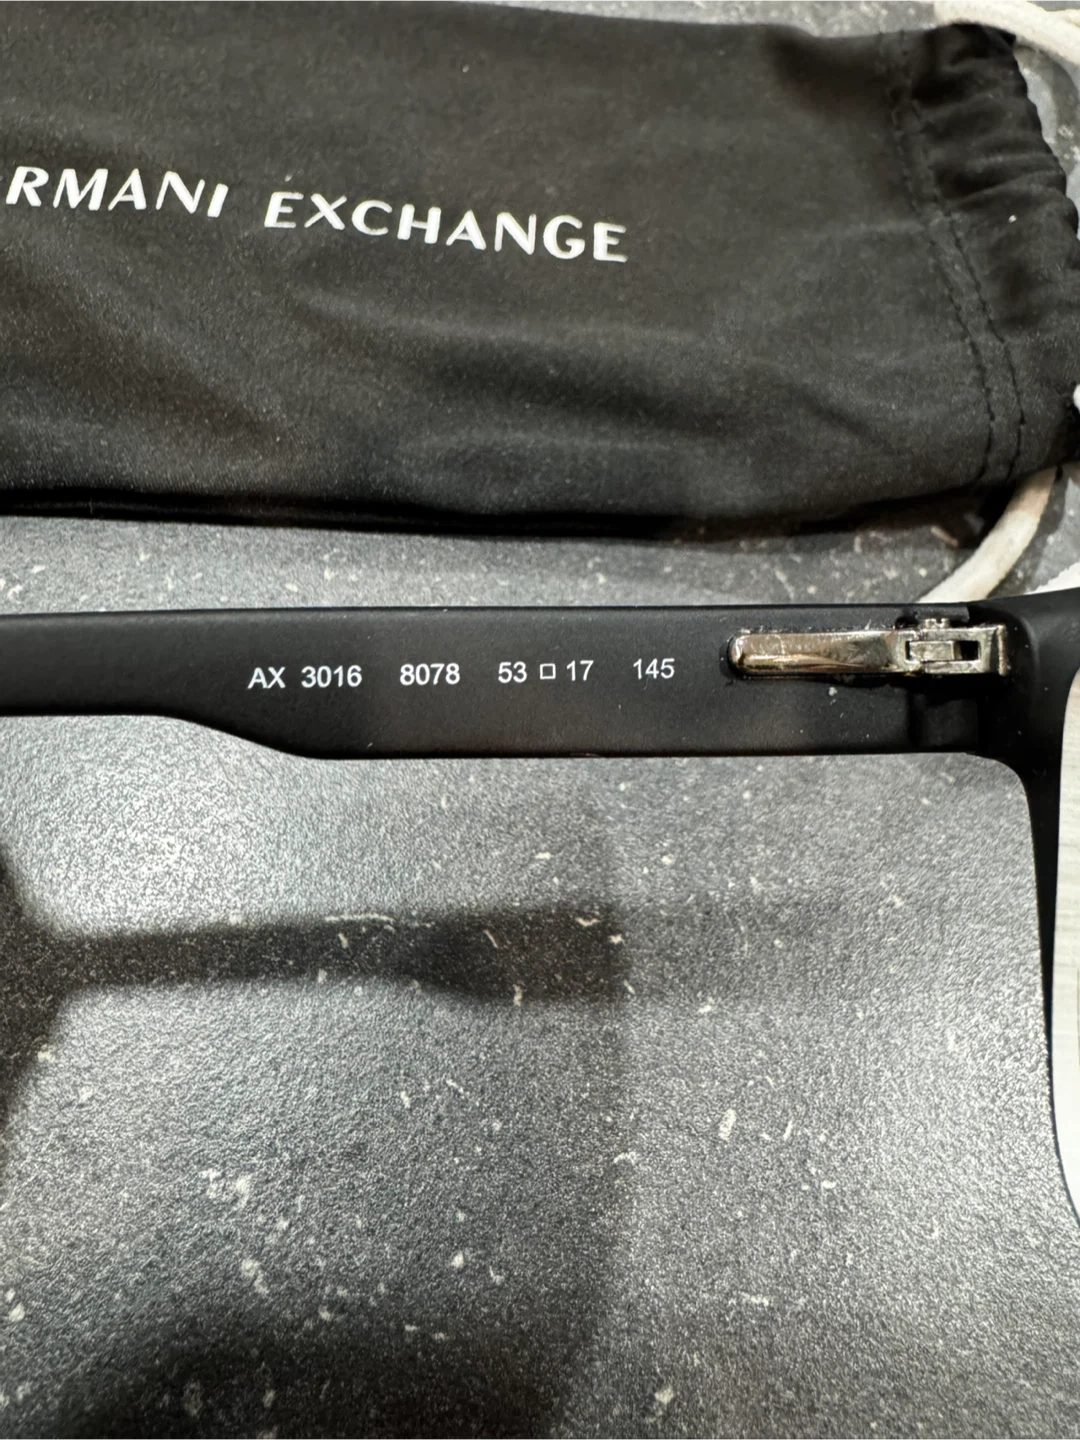 RMANI EXCHANGE
AX 3016 8078 53 □ 17 145